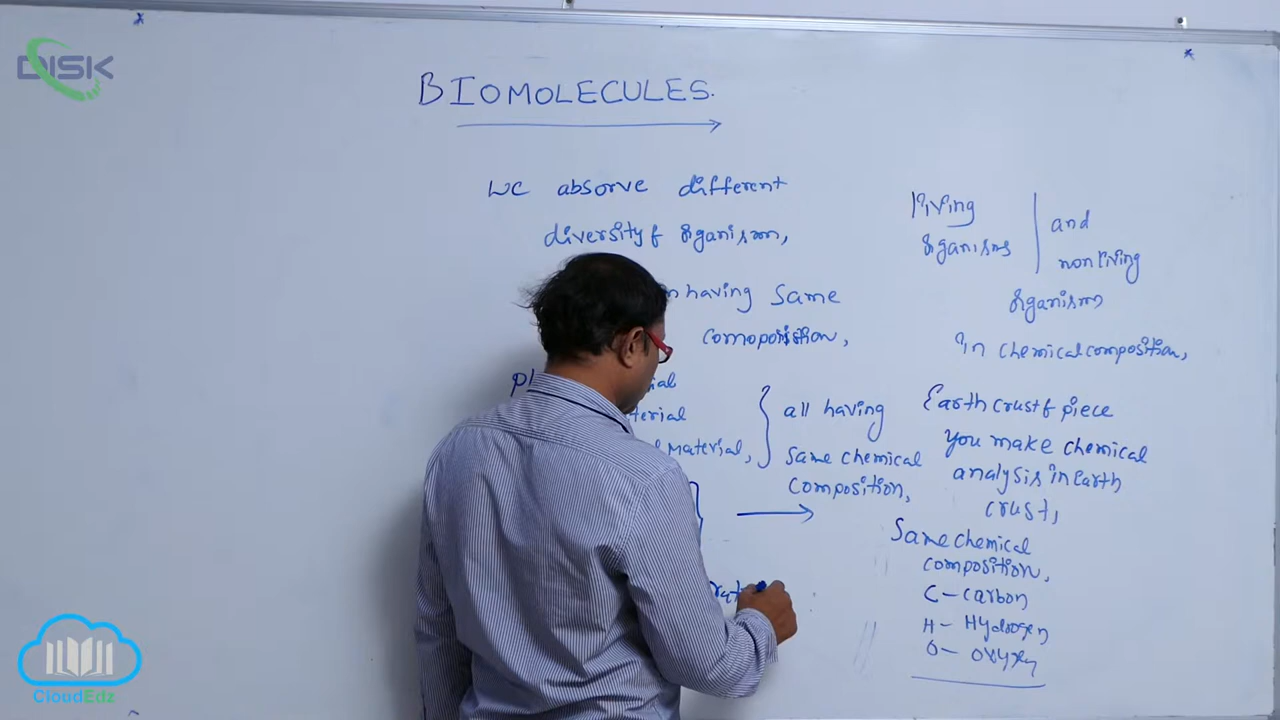 DISK
BIOMOLECULES.
we absorve different
diversity of organism,
having same
comoposistion,
all having
same chemical
composition,
material,
living
organisms
and
non living
organism
in chemical composition,
Earth crust of piece
you make chemical
analysis in Earth
crust,
Same chemical
composition,
C - carbon
H - Hydrogen
O - oxygen
CloudEdz